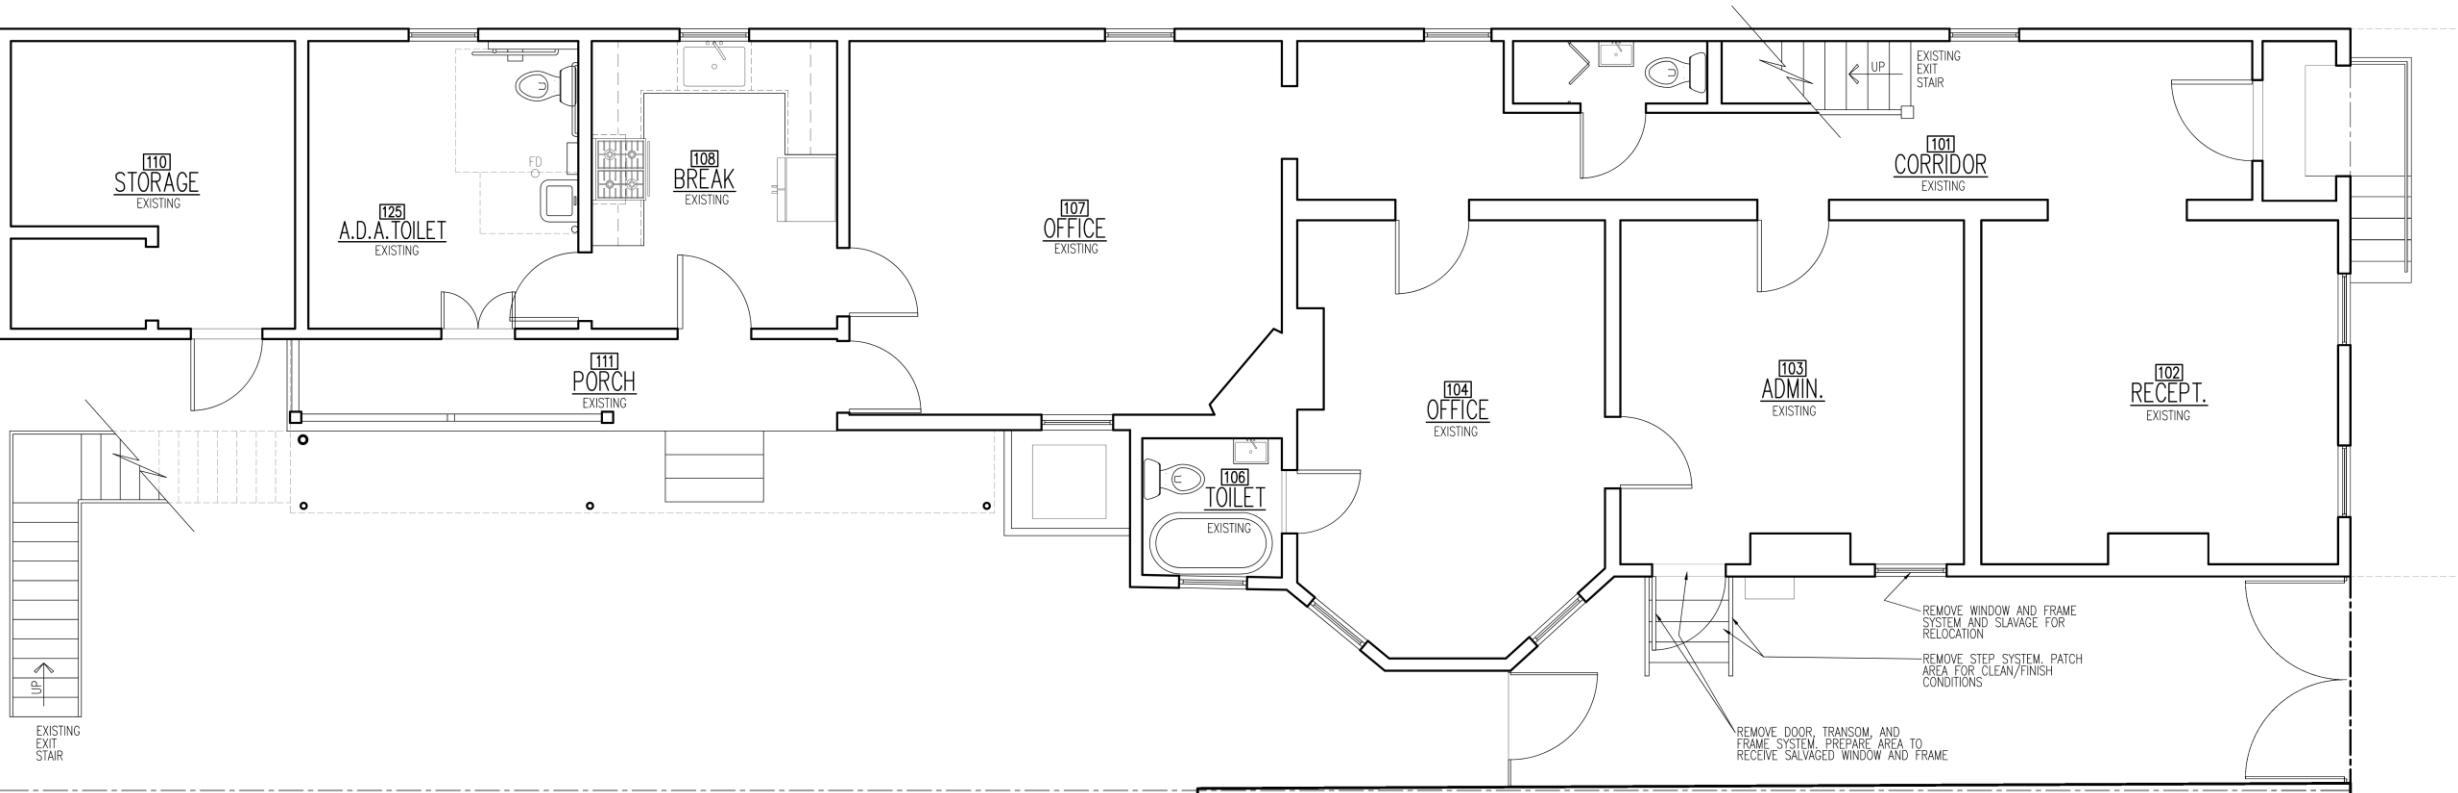 EXISTING
EXIT
STAIR
UP
101
CORRIDOR
EXISTING
110
STORAGE
EXISTING
125
A.D.A.TOILET
EXISTING
FD
108
BREAK
EXISTING
107
OFFICE
EXISTING
111
PORCH
EXISTING
104
OFFICE
EXISTING
103
ADMIN.
EXISTING
102
RECEPT.
EXISTING
106
TOILET
EXISTING
UP
EXISTING
EXIT
STAIR
REMOVE WINDOW AND FRAME
SYSTEM AND SLAVAGE FOR
RELOCATION
REMOVE STEP SYSTEM. PATCH
AREA FOR CLEAN/FINISH
CONDITIONS
REMOVE DOOR, TRANSOM, AND
FRAME SYSTEM. PREPARE AREA TO
RECEIVE SALVAGED WINDOW AND FRAME